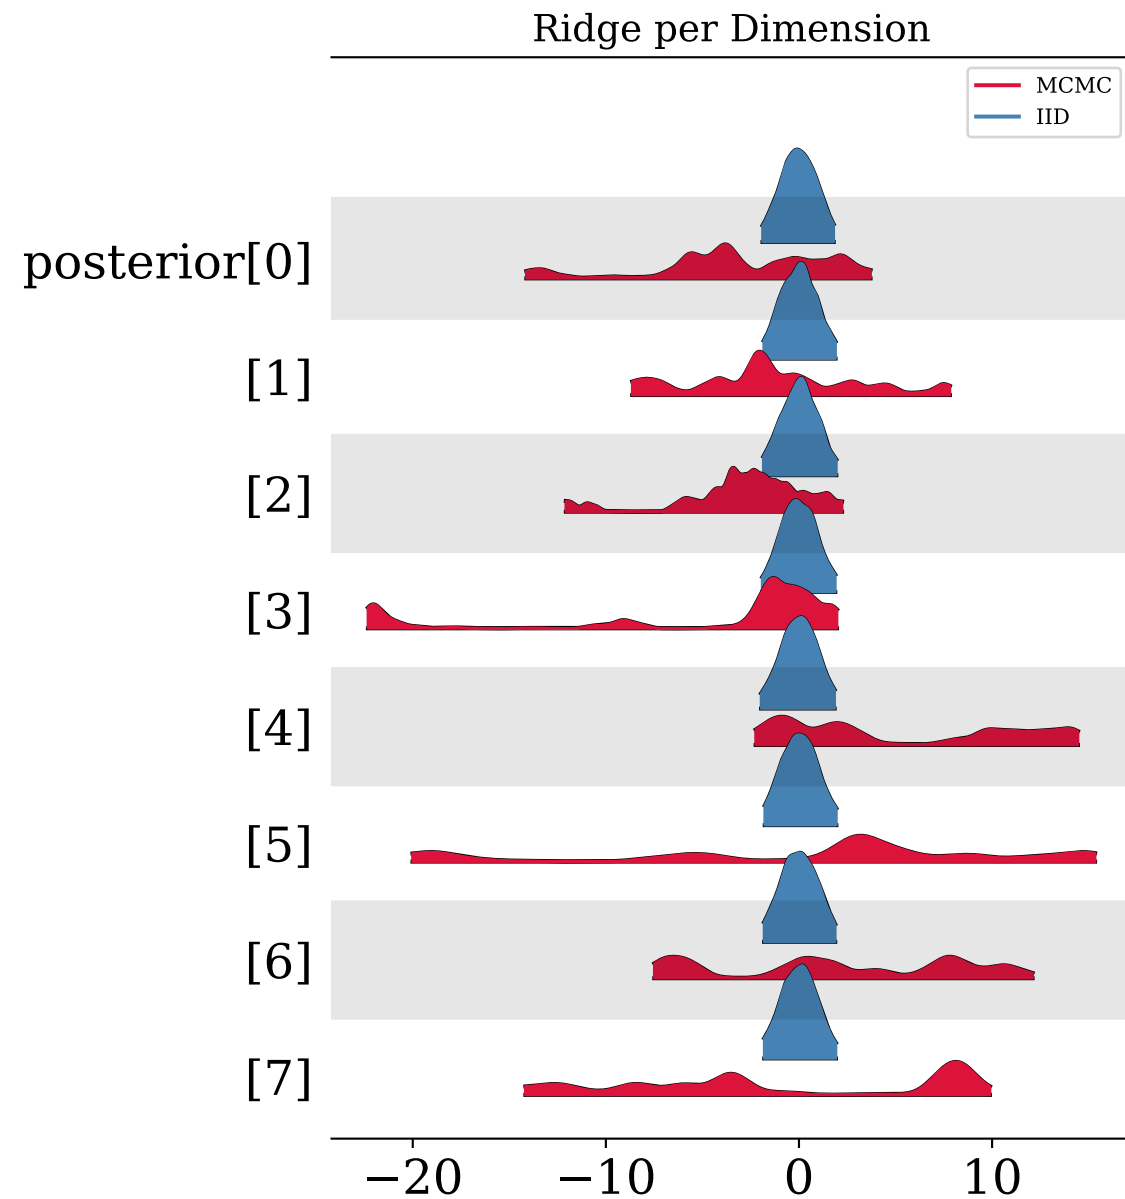 Ridge per Dimension
MCMC
IID
posterior[0]
[1]
[2]
[3]
[4]
[5]
[6]
[7]
−20 −10 0 10